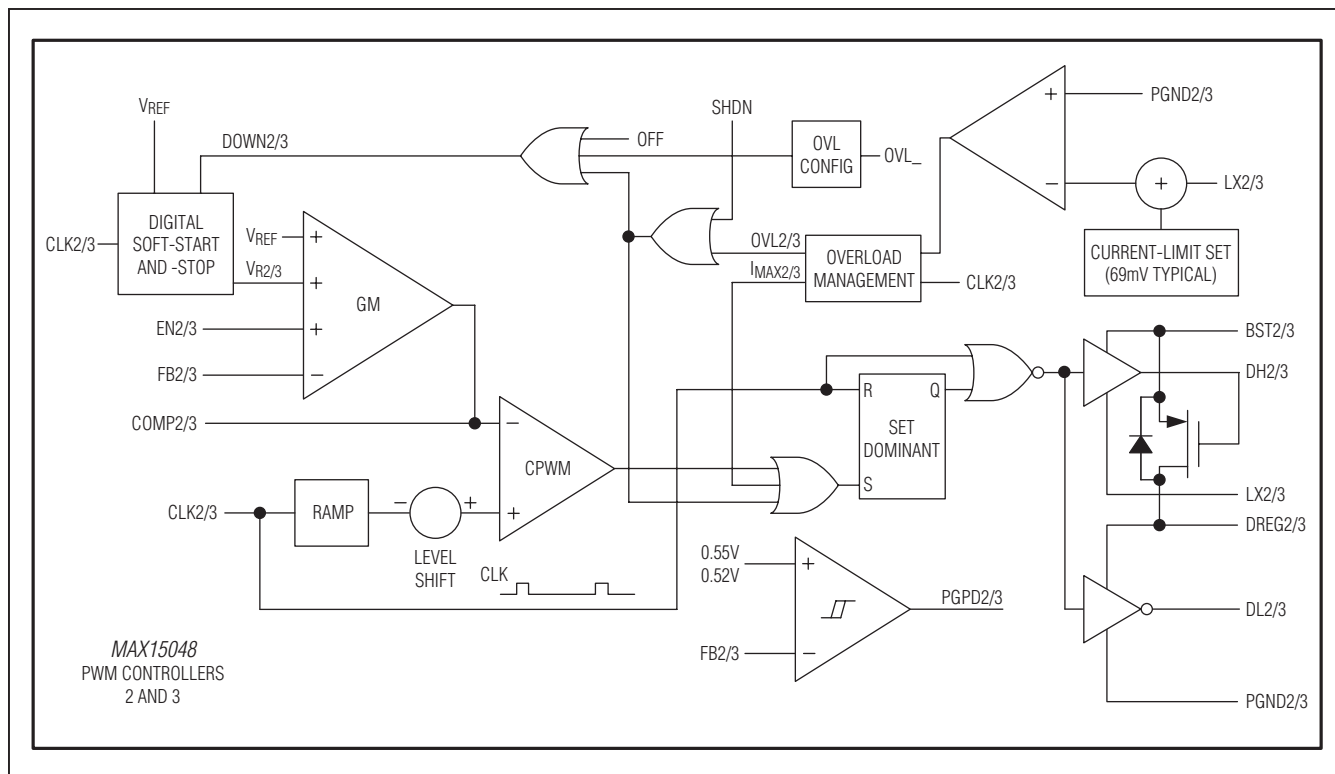 VREF
DOWN2/3
OFF
SHDN
OVL
CONFIG
OVL_
+
PGND2/3
−
+
LX2/3
CURRENT-LIMIT SET
(69mV TYPICAL)
CLK2/3
DIGITAL
SOFT-START
AND -STOP
VREF
+
VR2/3
+
GM
EN2/3
+
FB2/3
−
OVL2/3
IMAX2/3
OVERLOAD
MANAGEMENT
CLK2/3
COMP2/3
−
CPWM
+
CLK2/3
RAMP
−
+
LEVEL
SHIFT
CLK
R
Q
SET
DOMINANT
S
BST2/3
DH2/3
LX2/3
DREG2/3
DL2/3
PGND2/3
0.55V
0.52V
+
PGPD2/3
FB2/3
−
MAX15048
PWM CONTROLLERS
2 AND 3